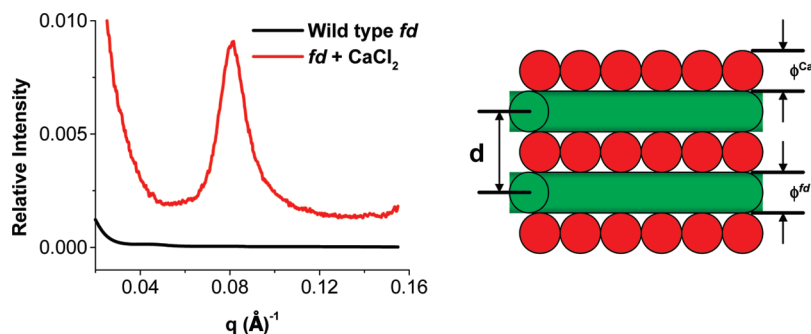 0.010
0.005
0.000
Relative Intensity
0.04
0.08
0.12
0.16
q (Å)⁻¹
Wild type fd
fd + CaCl₂
d
ϕᶜᵃ
ϕᶠᵈ